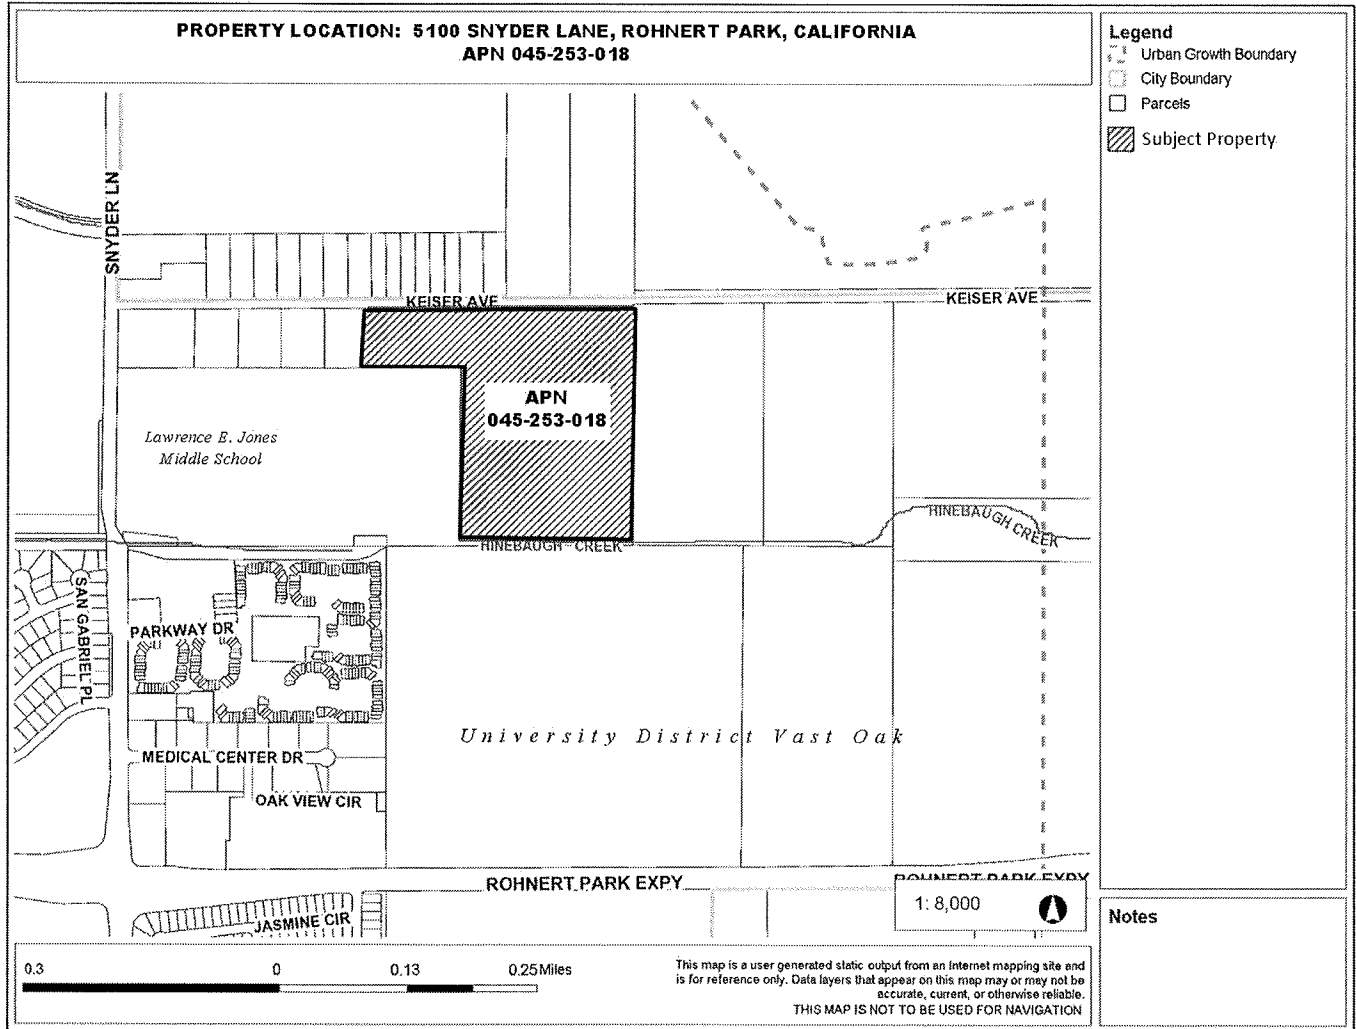 PROPERTY LOCATION: 5100 SNYDER LANE, ROHNERT PARK, CALIFORNIA
APN 045-253-018
Legend
Urban Growth Boundary
City Boundary
Parcels
Subject Property
SNYDER LN
KEISER AVE
KEISER AVE
APN
045-253-018
Lawrence E. Jones
Middle School
HINEBAUGH CREEK
HINEBAUGH CREEK
SAN GABRIEL PL
PARKWAY DR
University District Vast Oak
MEDICAL CENTER DR
OAK VIEW CIR
ROHNERT PARK EXPY
ROHNERT PARK EXPY
1: 8,000
JASMINE CIR
Notes
0.3 0 0.13 0.25 Miles
This map is a user generated static output from an Internet mapping site and
is for reference only. Data layers that appear on this map may or may not be
accurate, current, or otherwise reliable.
THIS MAP IS NOT TO BE USED FOR NAVIGATION